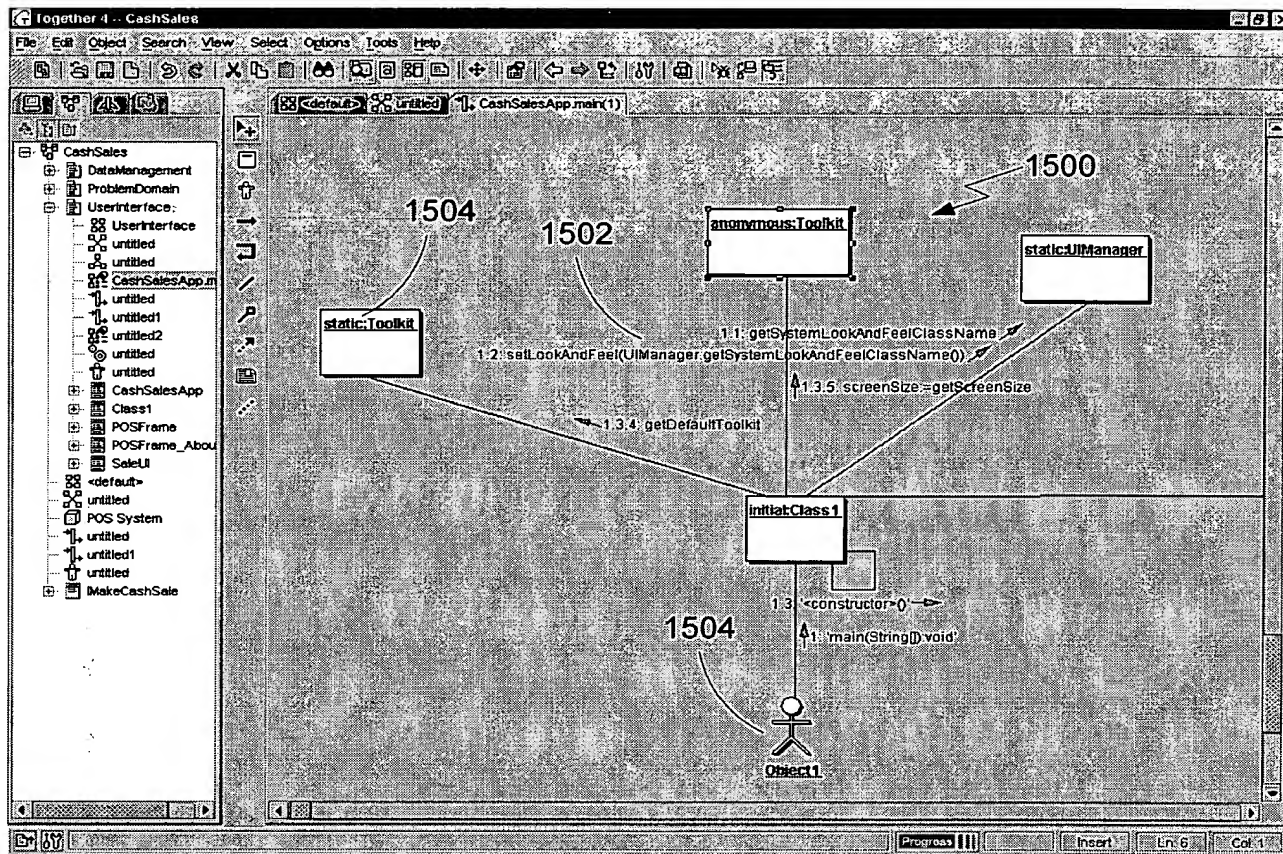 Together 4 -- CashSales
File Edit Object Search View Select Options Tools Help
<default> untitled CashSalesApp.main(1)
CashSales
DataManagement
ProblemDomain
UserInterface;
UserInterface
untitled
untitled
CashSalesApp.m
untitled
untitled1
untitled2
untitled
untitled
CashSalesApp
Class1
POSFrame
POSFrame_Abou
SaleUI
<default>
untitled
POS System
untitled
untitled1
untitled
IMakeCashSale
1500
1504
1502
anonymous:Toolkit
static:UIManager
static:Toolkit
1.1: getSystemLookAndFeelClassName
1.2: setLookAndFeel(UIManager.getSystemLookAndFeelClassName())
1.3.5: screenSize:=getScreenSize
1.3.4: getDefaultToolkit
initial:Class1
1.3: '<constructor>()'
1504
1: 'main(String[]):void'
Object1
Progress Insert Ln: 6 Col: 1